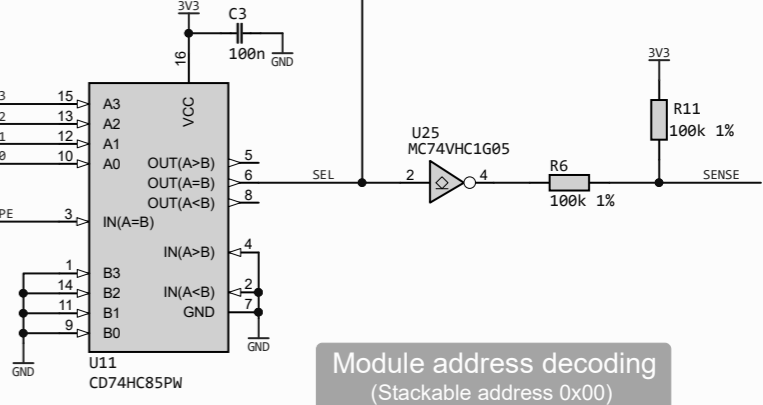 3V3
C3
100n
GND
16
VCC
3
15
A3
2
13
A2
1
12
A1
0
10
A0
OUT(A>B)
5
OUT(A=B)
6
OUT(A<B)
8
SEL
PE
3
IN(A=B)
IN(A>B)
4
1
B3
14
B2
IN(A<B)
2
11
B1
GND
7
9
B0
GND
GND
U11
CD74HC85PW
U25
MC74VHC1G05
2
4
R6
100k 1%
3V3
R11
100k 1%
SENSE
Module address decoding
(Stackable address 0x00)